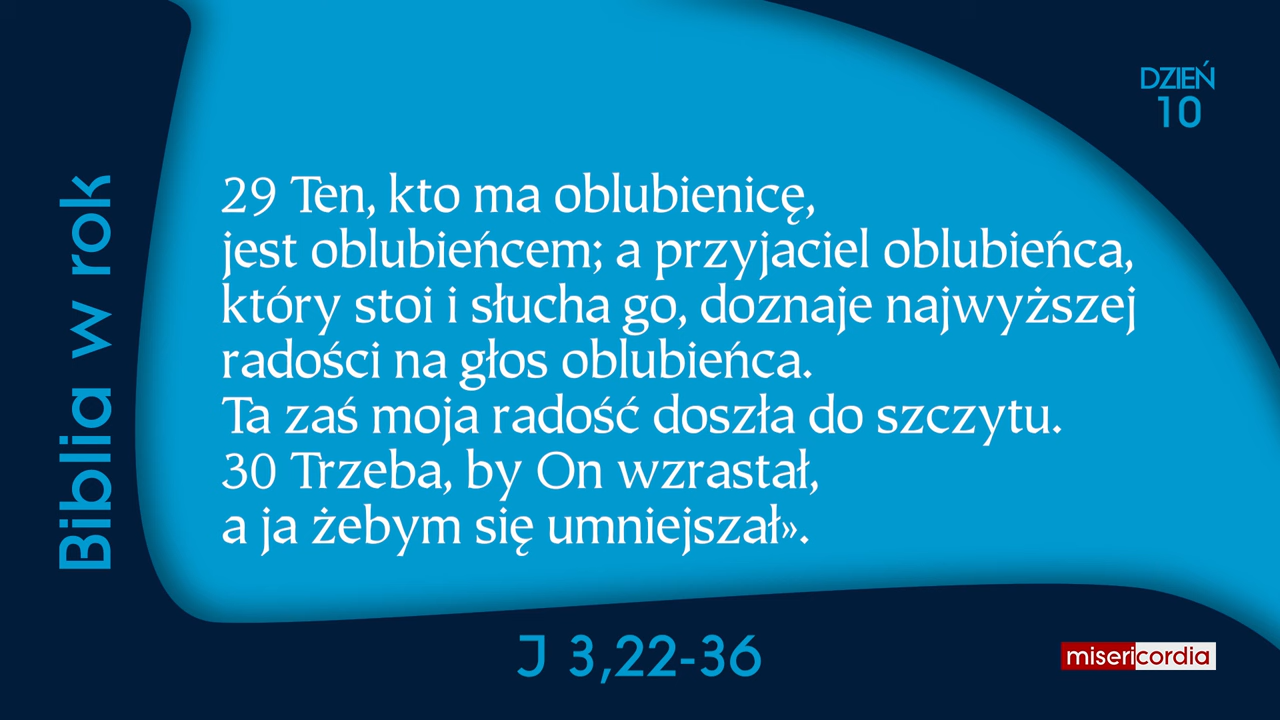 DZIEŃ
10
Biblia w rok
29 Ten, kto ma oblubienicę,
jest oblubieńcem; a przyjaciel oblubieńca,
który stoi i słucha go, doznaje najwyższej
radości na głos oblubieńca.
Ta zaś moja radość doszła do szczytu.
30 Trzeba, by On wzrastał,
a ja żebym się umniejszał».
J 3,22-36
misericordia